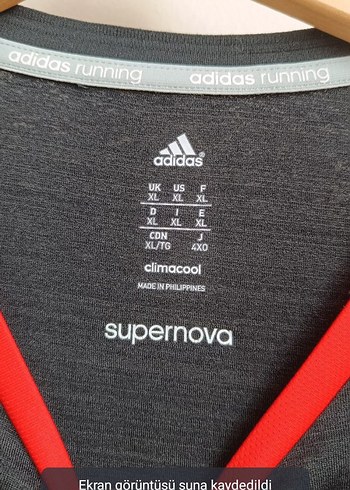 adidas running adidas running
adidas
UK US F
XL XL XL
D I E
XL XL XL
CDN J
XL/TG 4XO
climacool
MADE IN PHILIPPINES
supernova
Ekran görüntüsü şuna kaydedildi